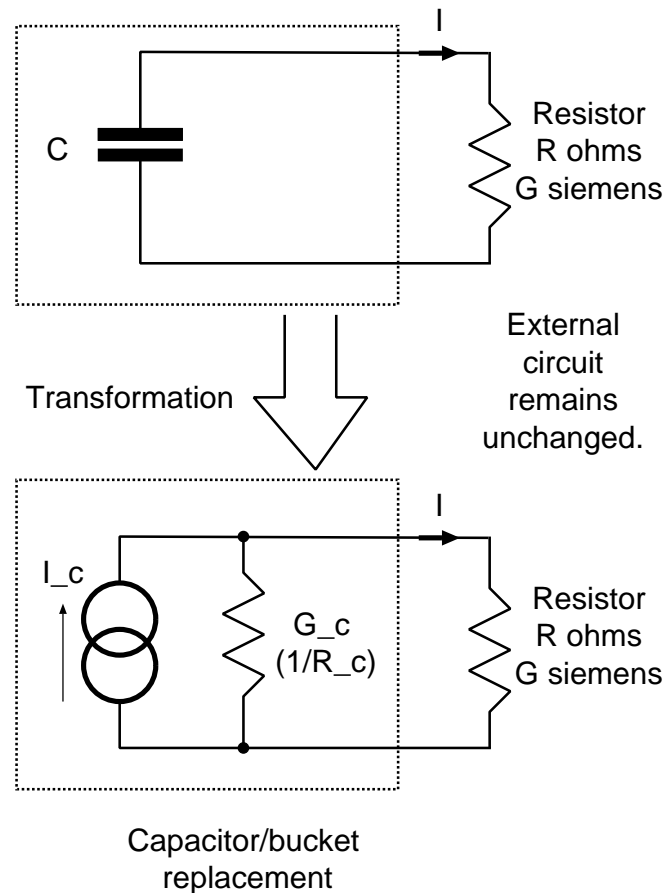 I
C
Resistor
R ohms
G siemens
External
circuit
remains
unchanged.
Transformation
I
I_c
G_c
(1/R_c)
Resistor
R ohms
G siemens
Capacitor/bucket
replacement